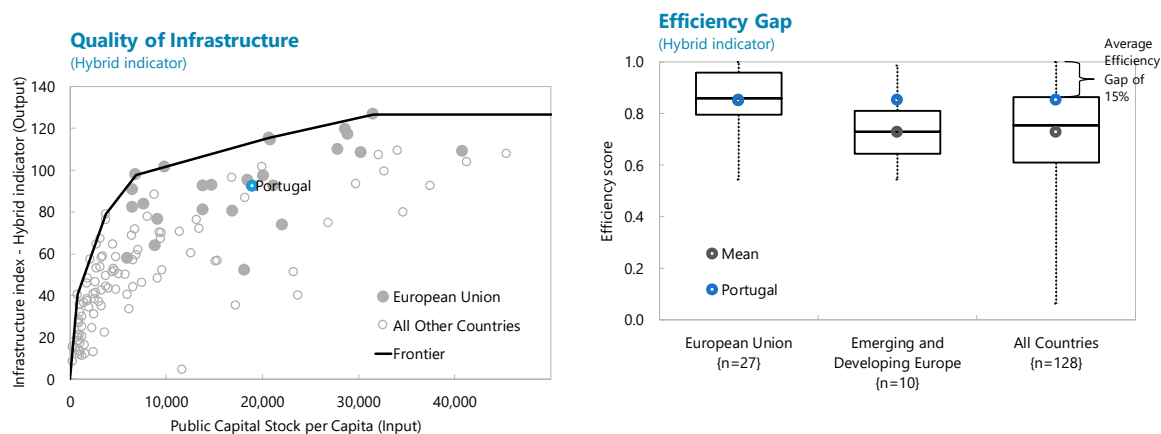 Quality of Infrastructure
(Hybrid indicator)
Infrastructure index - Hybrid indicator (Output)
140
120
100
80
60
40
20
0
Portugal
European Union
All Other Countries
Frontier
0
10,000
20,000
30,000
40,000
Public Capital Stock per Capita (Input)
Efficiency Gap
(Hybrid indicator)
Efficiency score
1.0
0.8
0.6
0.4
0.2
0.0
Average
Efficiency
Gap of
15%
Mean
Portugal
European Union
{n=27}
Emerging and
Developing Europe
{n=10}
All Countries
{n=128}